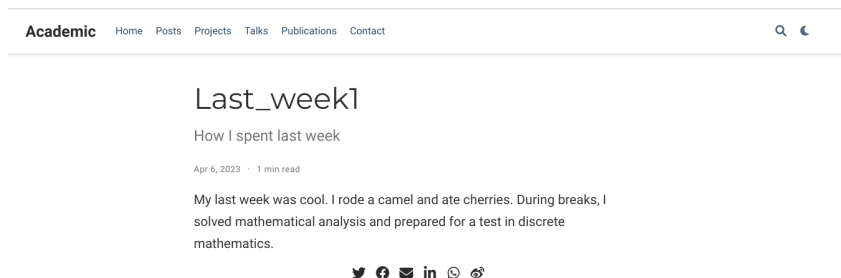 Academic Home Posts Projects Talks Publications Contact
Last_week1
How I spent last week
Apr 6, 2023 · 1 min read
My last week was cool. I rode a camel and ate cherries. During breaks, I
solved mathematical analysis and prepared for a test in discrete
mathematics.